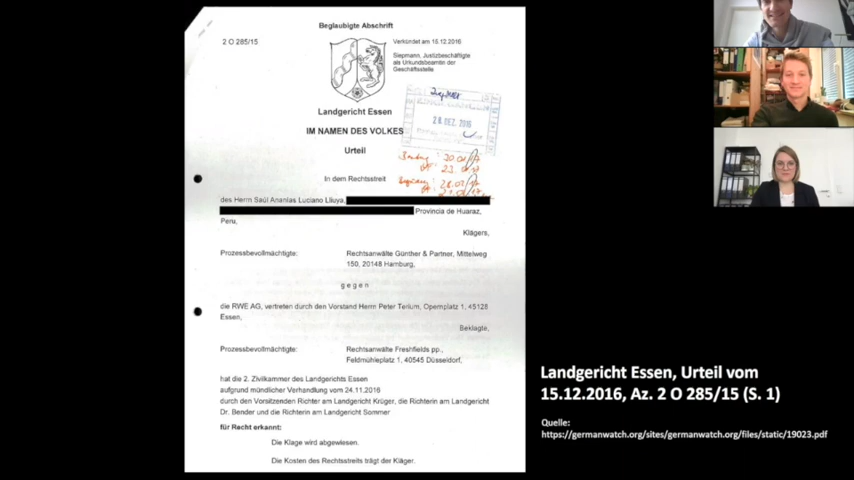 Beglaubigte Abschrift
2 O 285/15
Verkündet am 15.12.2016
Siepmann, Justizbeschäftigte
als Urkundsbeamtin der
Geschäftsstelle
Landgericht Essen
IM NAMEN DES VOLKES
28. DEZ. 2016
Urteil
In dem Rechtsstreit
des Herrn Saúl Ananías Luciano Lliuya,
Provincia de Huaraz,
Peru,
Klägers,
Prozessbevollmächtigte:
Rechtsanwälte Günther & Partner, Mittelweg
150, 20148 Hamburg,
gegen
die RWE AG, vertreten durch den Vorstand Herrn Peter Terium, Opernplatz 1, 45128
Essen,
Beklagte,
Prozessbevollmächtigte:
Rechtsanwälte Freshfields pp.,
Feldmühleplatz 1, 40545 Düsseldorf,
hat die 2. Zivilkammer des Landgerichts Essen
aufgrund mündlicher Verhandlung vom 24.11.2016
durch den Vorsitzenden Richter am Landgericht Krüger, die Richterin am Landgericht
Dr. Bender und die Richterin am Landgericht Sommer
für Recht erkannt:
Die Klage wird abgewiesen.
Die Kosten des Rechtsstreits trägt der Kläger.
Landgericht Essen, Urteil vom
15.12.2016, Az. 2 O 285/15 (S. 1)
Quelle:
https://germanwatch.org/sites/germanwatch.org/files/static/19023.pdf